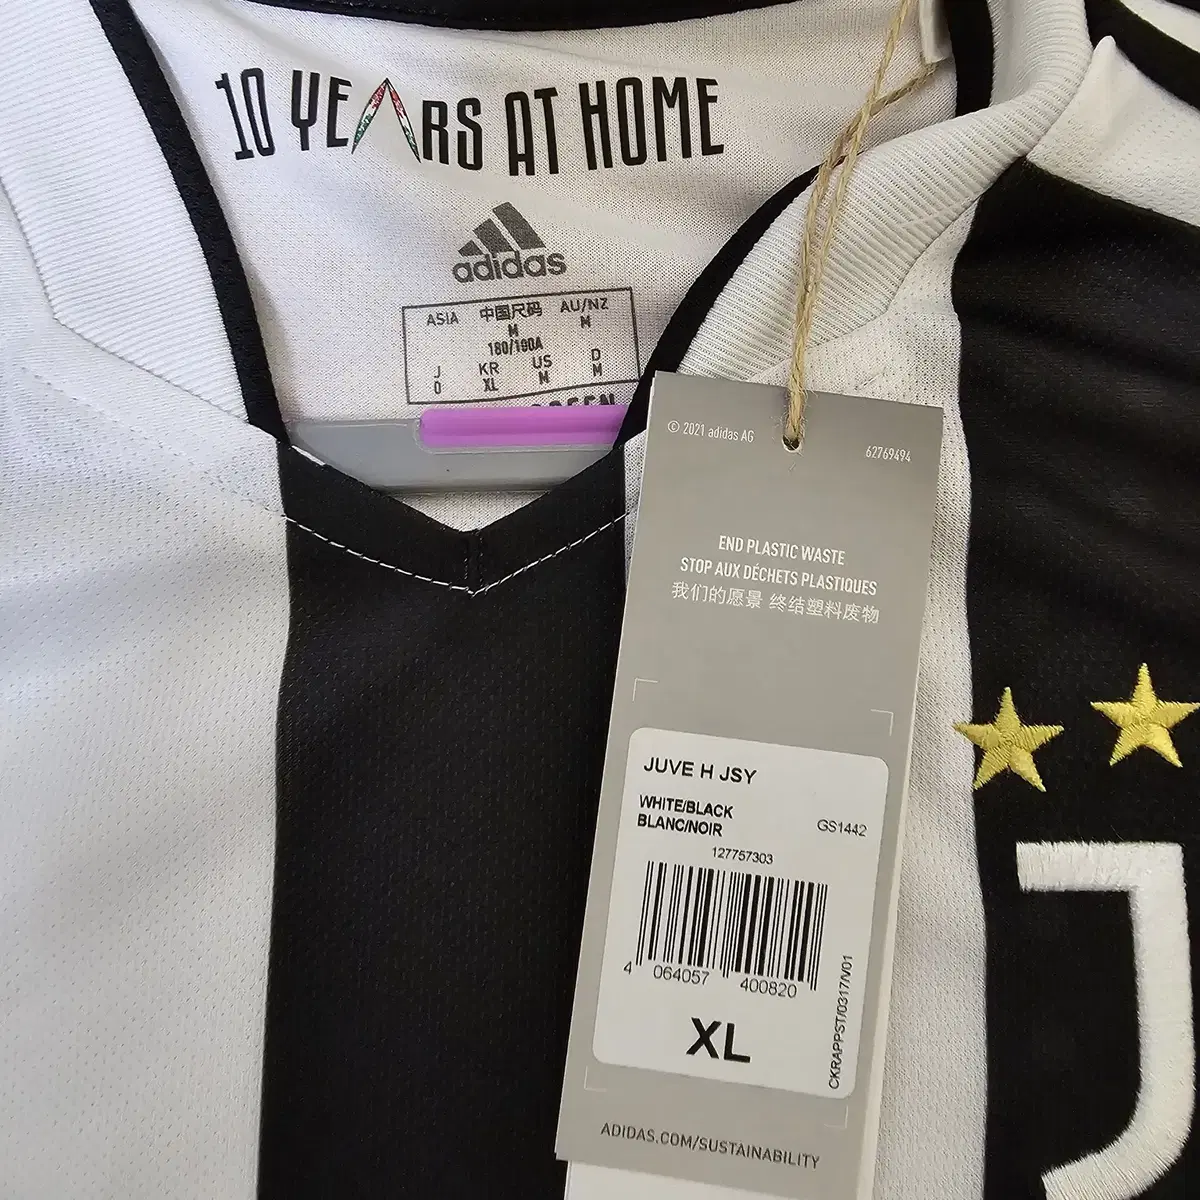 10 YEARS AT HOME
adidas
ASIA 中国尺码 AU/NZ
M M
180/100A
J KR US D
O XL M M
© 2021 adidas AG
62769494
END PLASTIC WASTE
STOP AUX DÉCHETS PLASTIQUES
我们的愿景 终结塑料废物
JUVE H JSY
WHITE/BLACK
BLANC/NOIR
GS1442
127757303
4 064057 400820
XL
CKRAPPST/0317/V01
ADIDAS.COM/SUSTAINABILITY